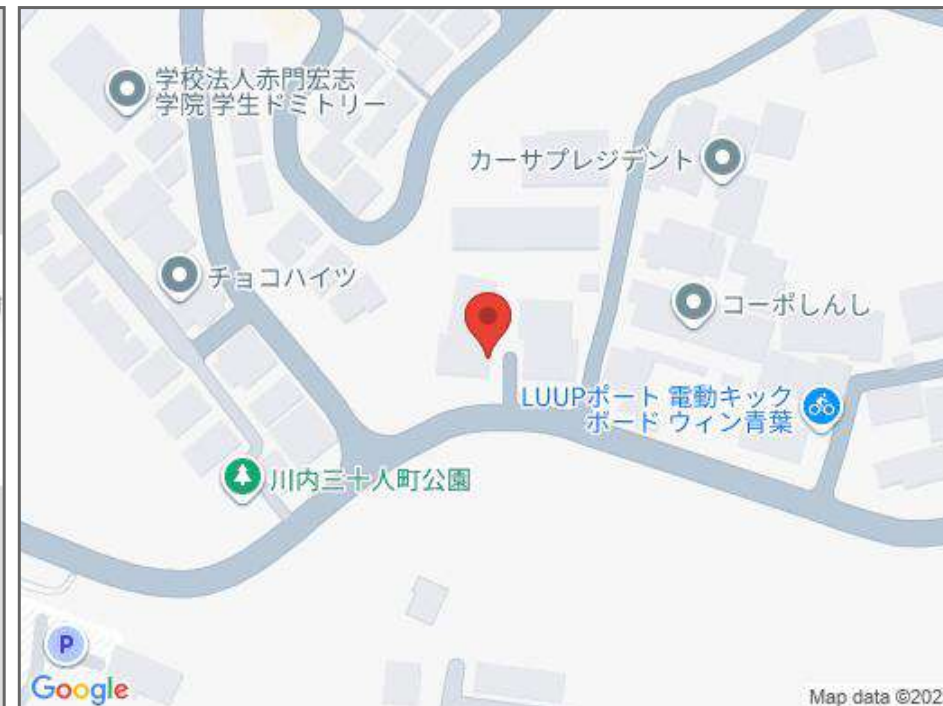 学校法人赤門宏志
学院 学生ドミトリー
カーサプレジデント
チョコハイツ
コーポしんし
LUUPポート 電動キック
ボード ウィン青葉
川内三十人町公園
P
Google
Map data ©202